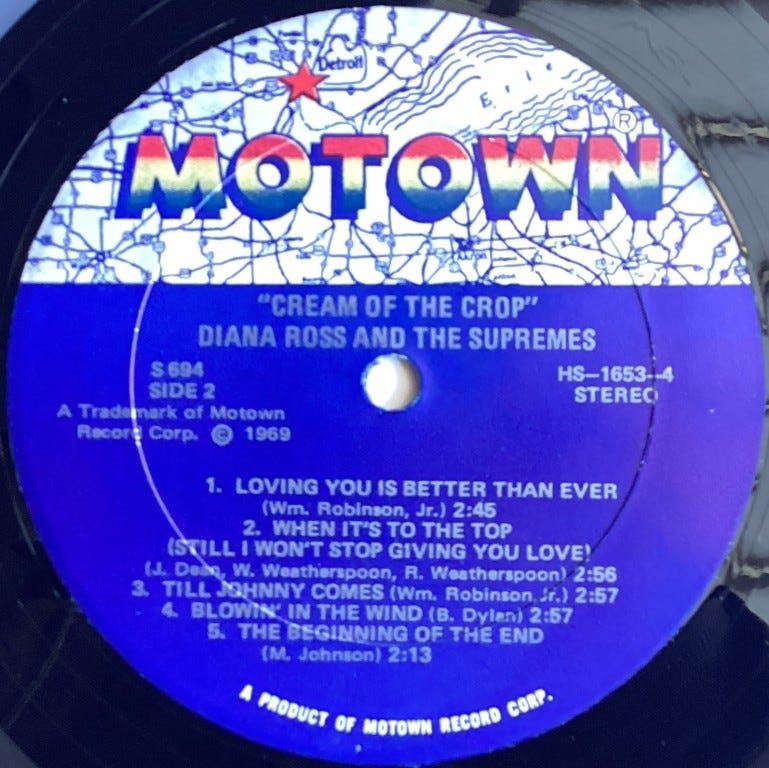 Detroit
Erie
MOTOWN®
"CREAM OF THE CROP"
DIANA ROSS AND THE SUPREMES
S 694
SIDE 2
HS—1653—4
STEREO
A Trademark of Motown
Record Corp. © 1969
1. LOVING YOU IS BETTER THAN EVER
(Wm. Robinson, Jr.) 2:45
2. WHEN IT'S TO THE TOP
(STILL I WON'T STOP GIVING YOU LOVE)
(J. Dean, W. Weatherspoon, R. Weatherspoon) 2:56
3. TILL JOHNNY COMES (Wm. Robinson, Jr.) 2:57
4. BLOWIN' IN THE WIND (B. Dylan) 2:57
5. THE BEGINNING OF THE END
(M. Johnson) 2:13
A PRODUCT OF MOTOWN RECORD CORP.